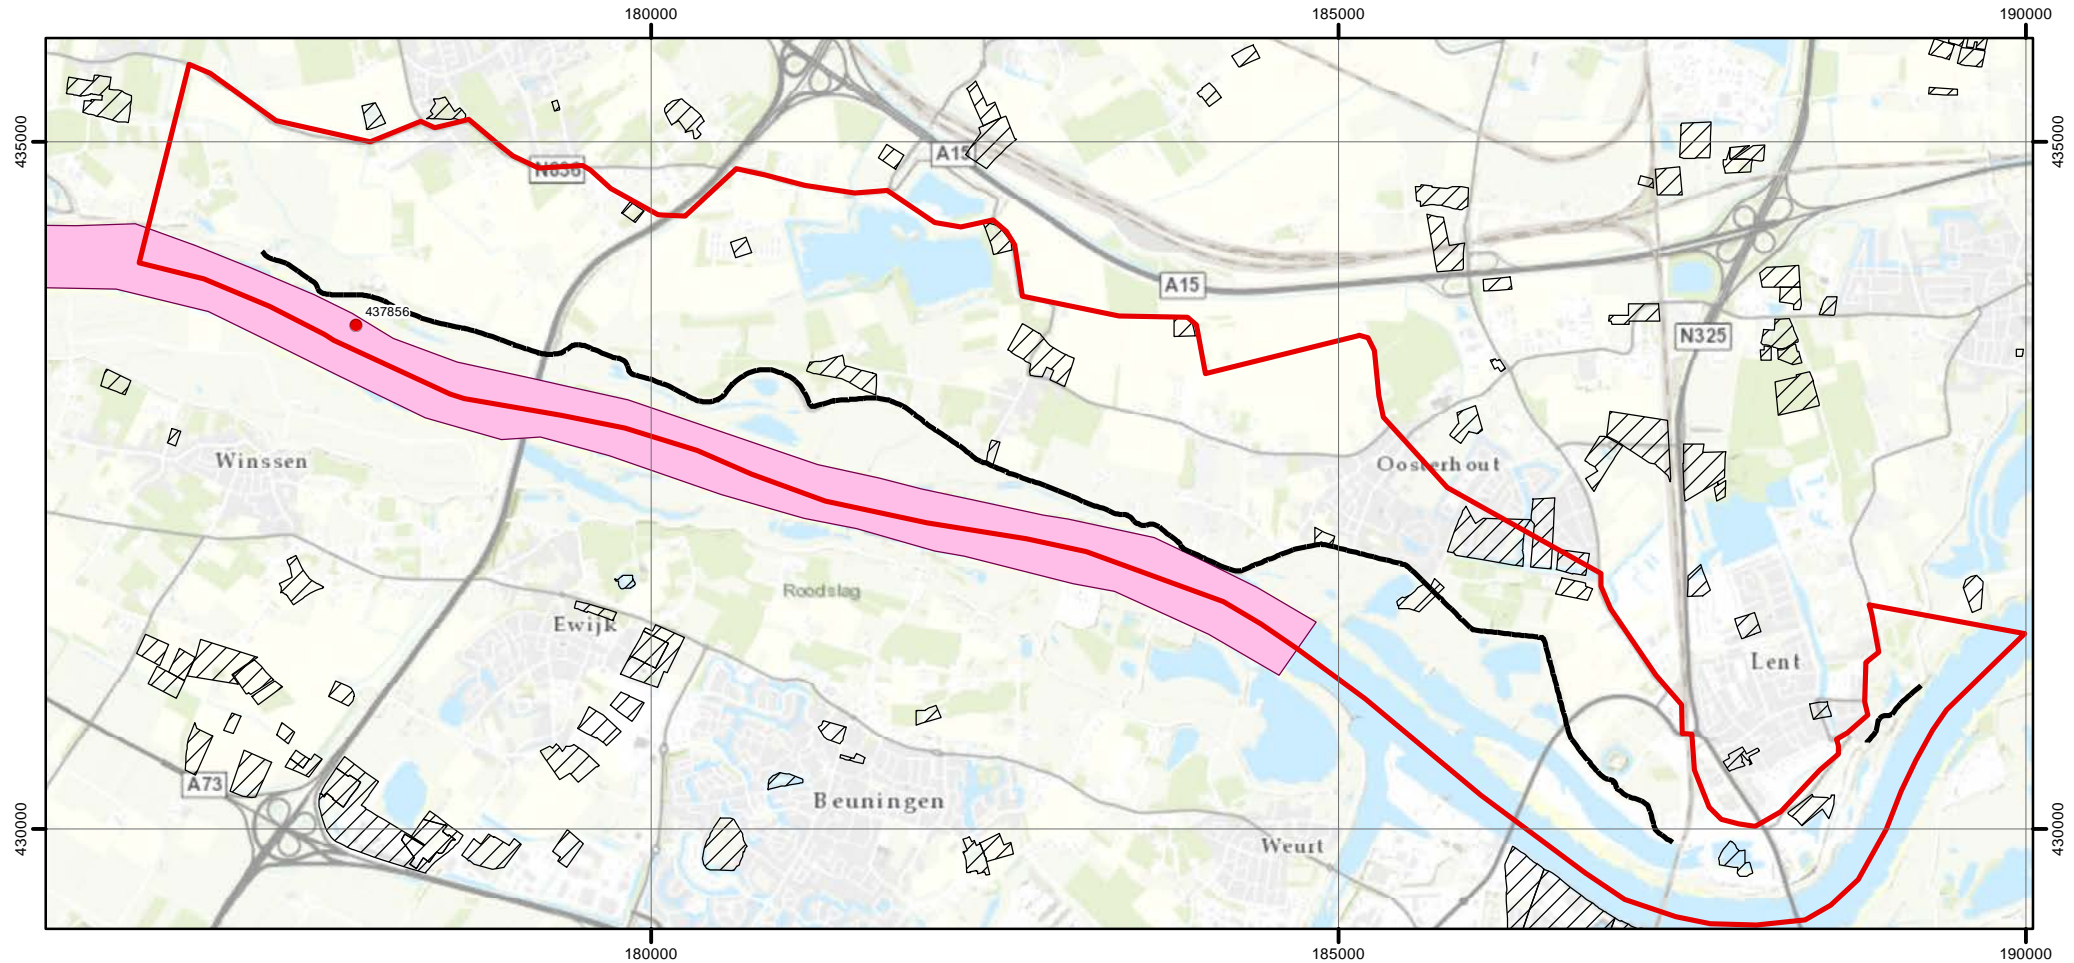 180000
185000
190000
435000
435000
A15
N836
A15
437856
N325
Oosterhout
Winssen
Roodslag
Ewijk
Lent
A73
Beuningen
Weurt
430000
430000
180000
185000
190000